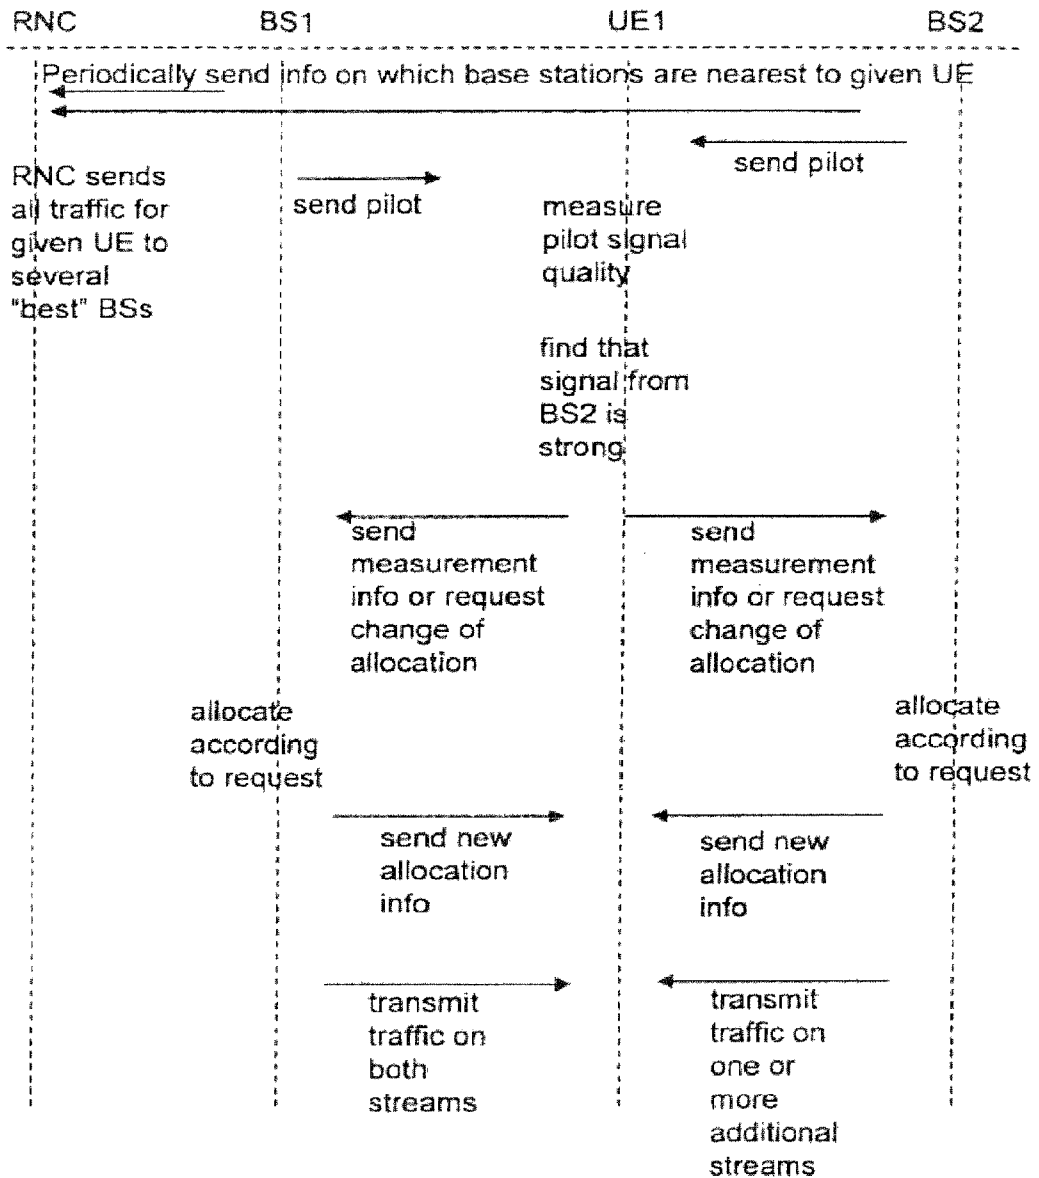 RNC BS1 UE1 BS2
Periodically send info on which base stations are nearest to given UE
send pilot
RNC sends
all traffic for
given UE to
several
"best" BSs
send pilot
measure
pilot signal
quality
find that
signal from
BS2 is
strong
send
measurement
info or request
change of
allocation
send
measurement
info or request
change of
allocation
allocate
according
to request
allocate
according
to request
send new
allocation
info
send new
allocation
info
transmit
traffic on
both
streams
transmit
traffic on
one or
more
additional
streams